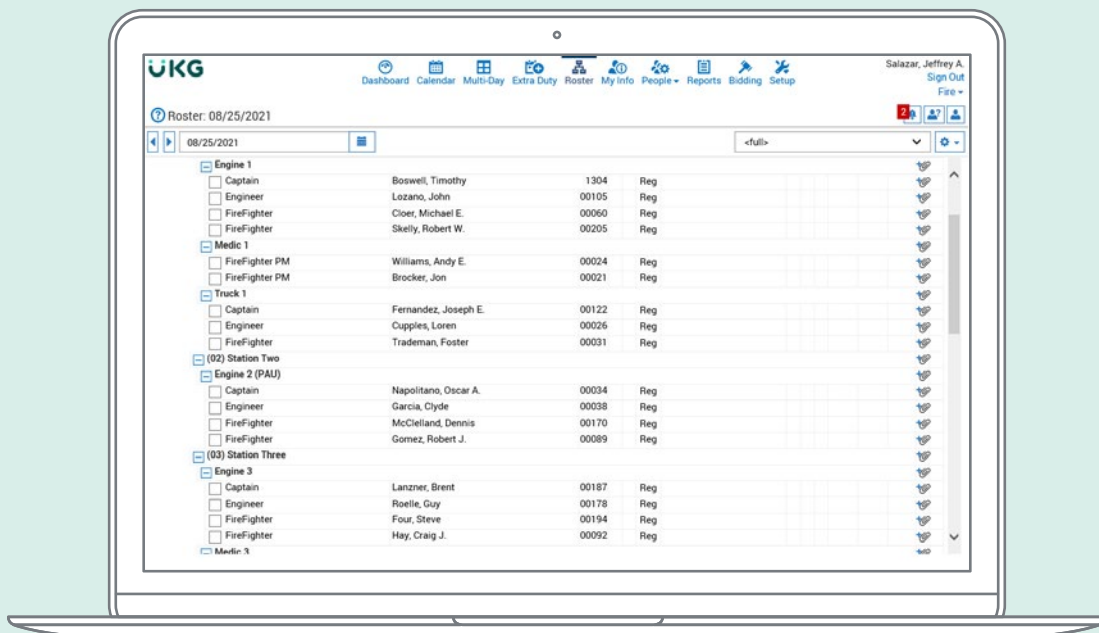 UKG
Dashboard Calendar Multi-Day Extra Duty Roster My Info People Reports Bidding Setup
Salazar, Jeffrey A.
Sign Out
Fire
? Roster: 08/25/2021
2
08/25/2021 <full>
Engine 1
Captain Boswell, Timothy 1304 Reg
Engineer Lozano, John 00105 Reg
FireFighter Cloer, Michael E. 00060 Reg
FireFighter Skelly, Robert W. 00205 Reg
Medic 1
FireFighter PM Williams, Andy E. 00024 Reg
FireFighter PM Brocker, Jon 00021 Reg
Truck 1
Captain Fernandez, Joseph E. 00122 Reg
Engineer Cupples, Loren 00026 Reg
FireFighter Trademan, Foster 00031 Reg
(02) Station Two
Engine 2 (PAU)
Captain Napolitano, Oscar A. 00034 Reg
Engineer Garcia, Clyde 00038 Reg
FireFighter McClelland, Dennis 00170 Reg
FireFighter Gomez, Robert J. 00089 Reg
(03) Station Three
Engine 3
Captain Lanzner, Brent 00187 Reg
Engineer Roelle, Guy 00178 Reg
FireFighter Four, Steve 00194 Reg
FireFighter Hay, Craig J. 00092 Reg
Medic 3